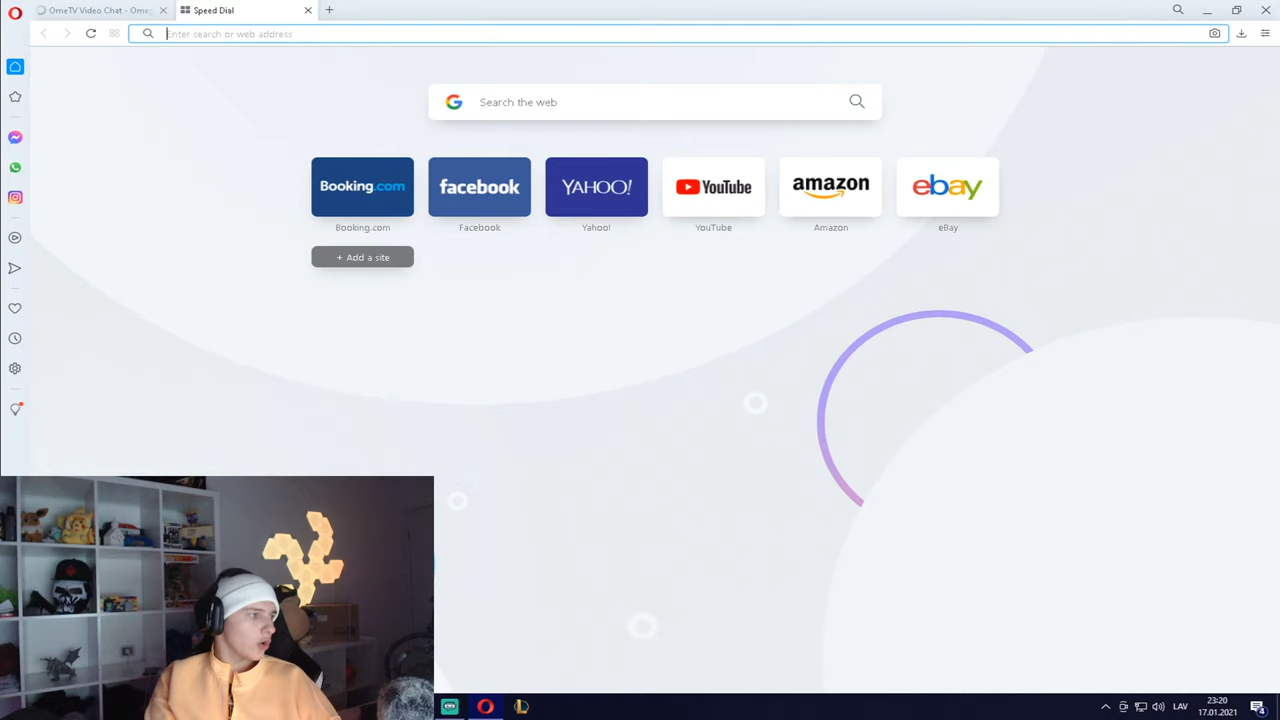 OmeTV Video Chat - Ome
Speed Dial
Enter search or web address
Search the web
Booking.com
facebook
YAHOO!
YouTube
amazon
ebay
Booking.com
Facebook
Yahoo!
YouTube
Amazon
eBay
+ Add a site
LAV
23:20
17.01.2021
4